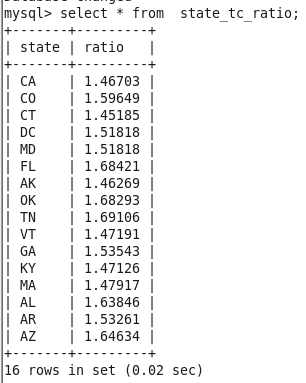 Database changed
mysql> select * from  state_tc_ratio;
+-------+---------+
| state | ratio   |
+-------+---------+
| CA    | 1.46703 |
| CO    | 1.59649 |
| CT    | 1.45185 |
| DC    | 1.51818 |
| MD    | 1.51818 |
| FL    | 1.68421 |
| AK    | 1.46269 |
| OK    | 1.68293 |
| TN    | 1.69106 |
| VT    | 1.47191 |
| GA    | 1.53543 |
| KY    | 1.47126 |
| MA    | 1.47917 |
| AL    | 1.63846 |
| AR    | 1.53261 |
| AZ    | 1.64634 |
+-------+---------+
16 rows in set (0.02 sec)